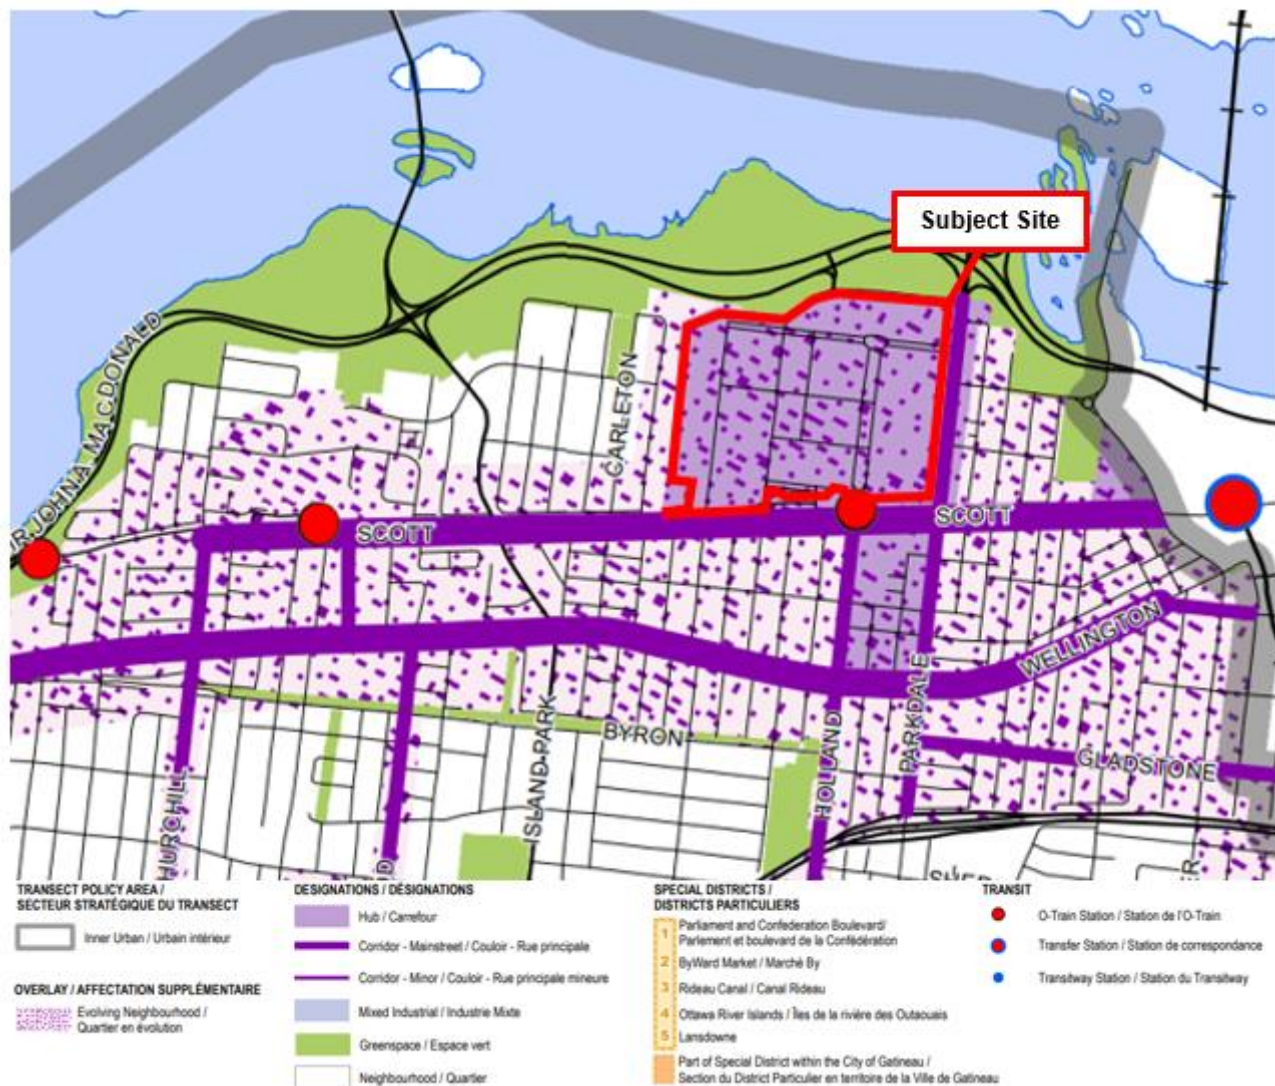 Subject Site
R. JOHN A. MACDONALD
CARLETON
SCOTT
SCOTT
WELLINGTON
PARKDALE
ISLAND PARK
BYRON
HOLLAND
GLADSTONE
HURCHILL
D
SHER
R
TRANSECT POLICY AREA /
SECTEUR STRATÉGIQUE DU TRANSECT
Inner Urban / Urbain intérieur
OVERLAY / AFFECTATION SUPPLÉMENTAIRE
Evolving Neighbourhood /
Quartier en évolution
DESIGNATIONS / DÉSIGNATIONS
Hub / Carrefour
Corridor - Mainstreet / Couloir - Rue principale
Corridor - Minor / Couloir - Rue principale mineure
Mixed Industrial / Industrie Mixte
Greenspace / Espace vert
Neighbourhood / Quartier
SPECIAL DISTRICTS /
DISTRICTS PARTICULIERS
1 Parliament and Confederation Boulevard/
Parlement et boulevard de la Confédération
2 ByWard Market / Marché By
3 Rideau Canal / Canal Rideau
4 Ottawa River Islands / Îles de la rivière des Outaouais
5 Lansdowne
Part of Special District within the City of Gatineau /
Section du District Particulier en territoire de la Ville de Gatineau
TRANSIT
O-Train Station / Station de l'O-Train
Transfer Station / Station de correspondance
Transitway Station / Station du Transitway